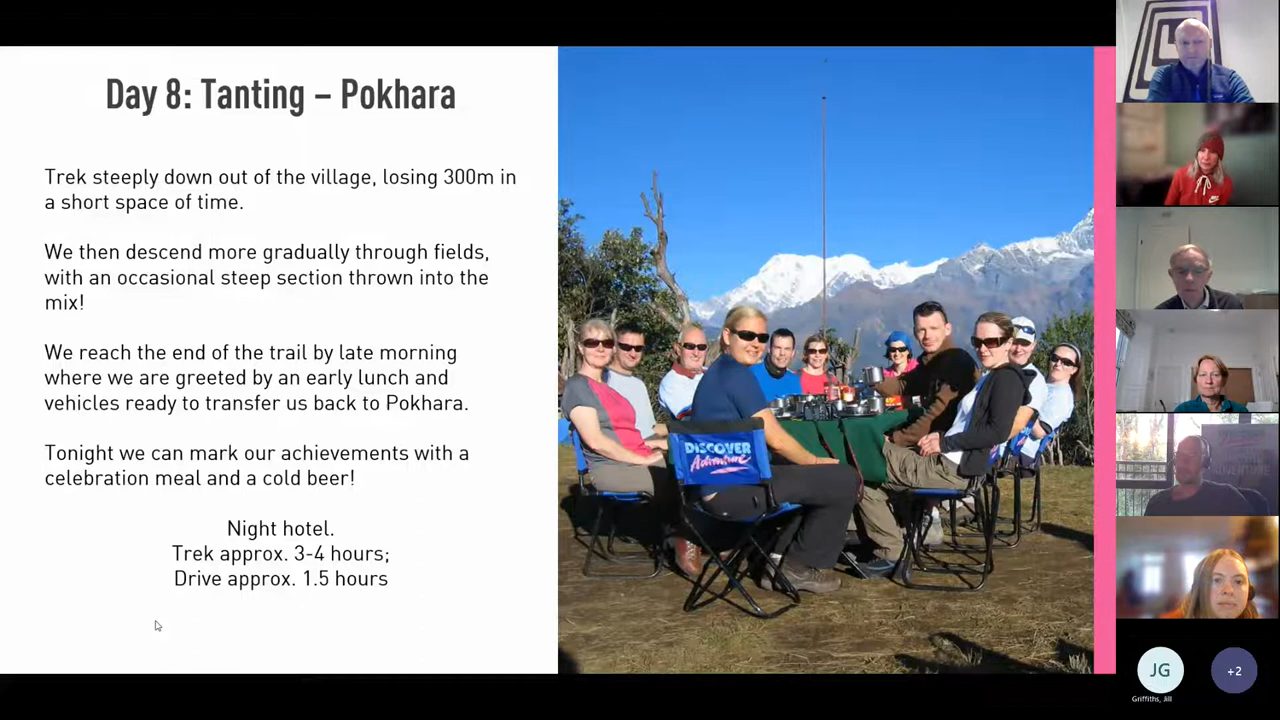 Day 8: Tanting – Pokhara
Trek steeply down out of the village, losing 300m in
a short space of time.
We then descend more gradually through fields,
with an occasional steep section thrown into the
mix!
We reach the end of the trail by late morning
where we are greeted by an early lunch and
vehicles ready to transfer us back to Pokhara.
Tonight we can mark our achievements with a
celebration meal and a cold beer!
Night hotel.
Trek approx. 3-4 hours;
Drive approx. 1.5 hours
DISCOVER
Adventure
JG
Griffiths, Jill
+2